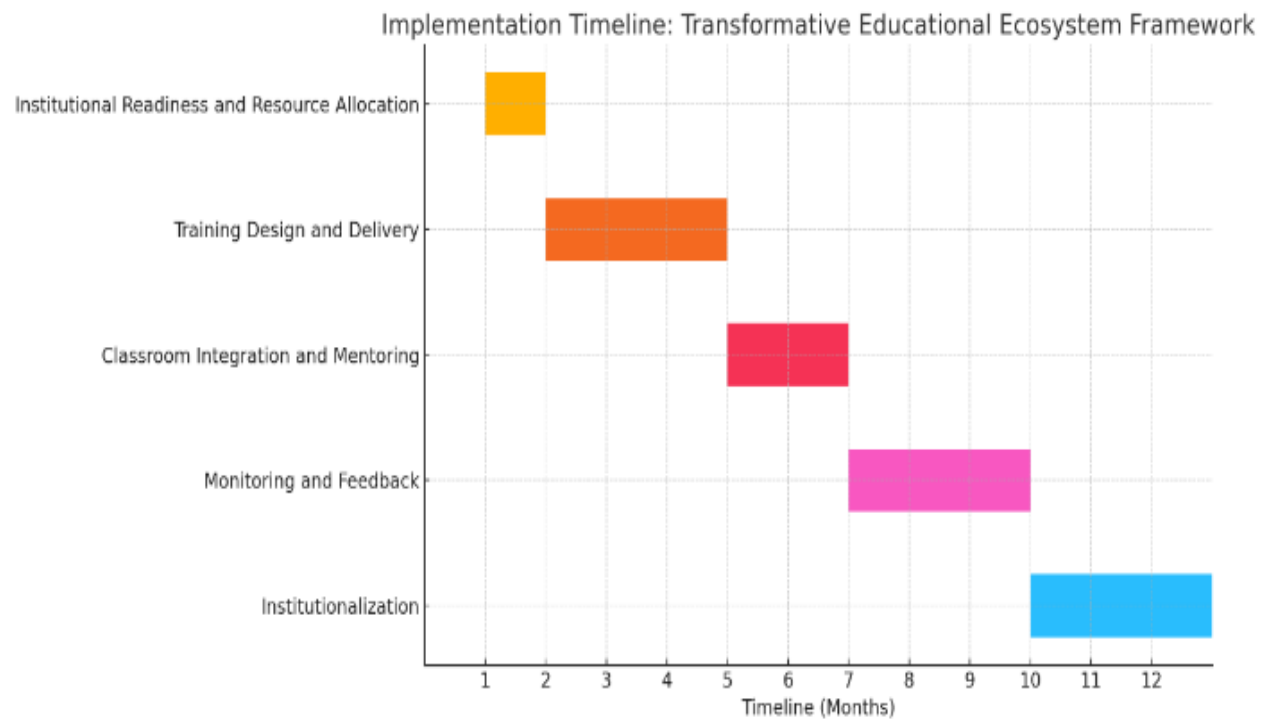 Implementation Timeline: Transformative Educational Ecosystem Framework
Institutional Readiness and Resource Allocation
Training Design and Delivery
Classroom Integration and Mentoring
Monitoring and Feedback
Institutionalization
1 2 3 4 5 6 7 8 9 10 11 12
Timeline (Months)